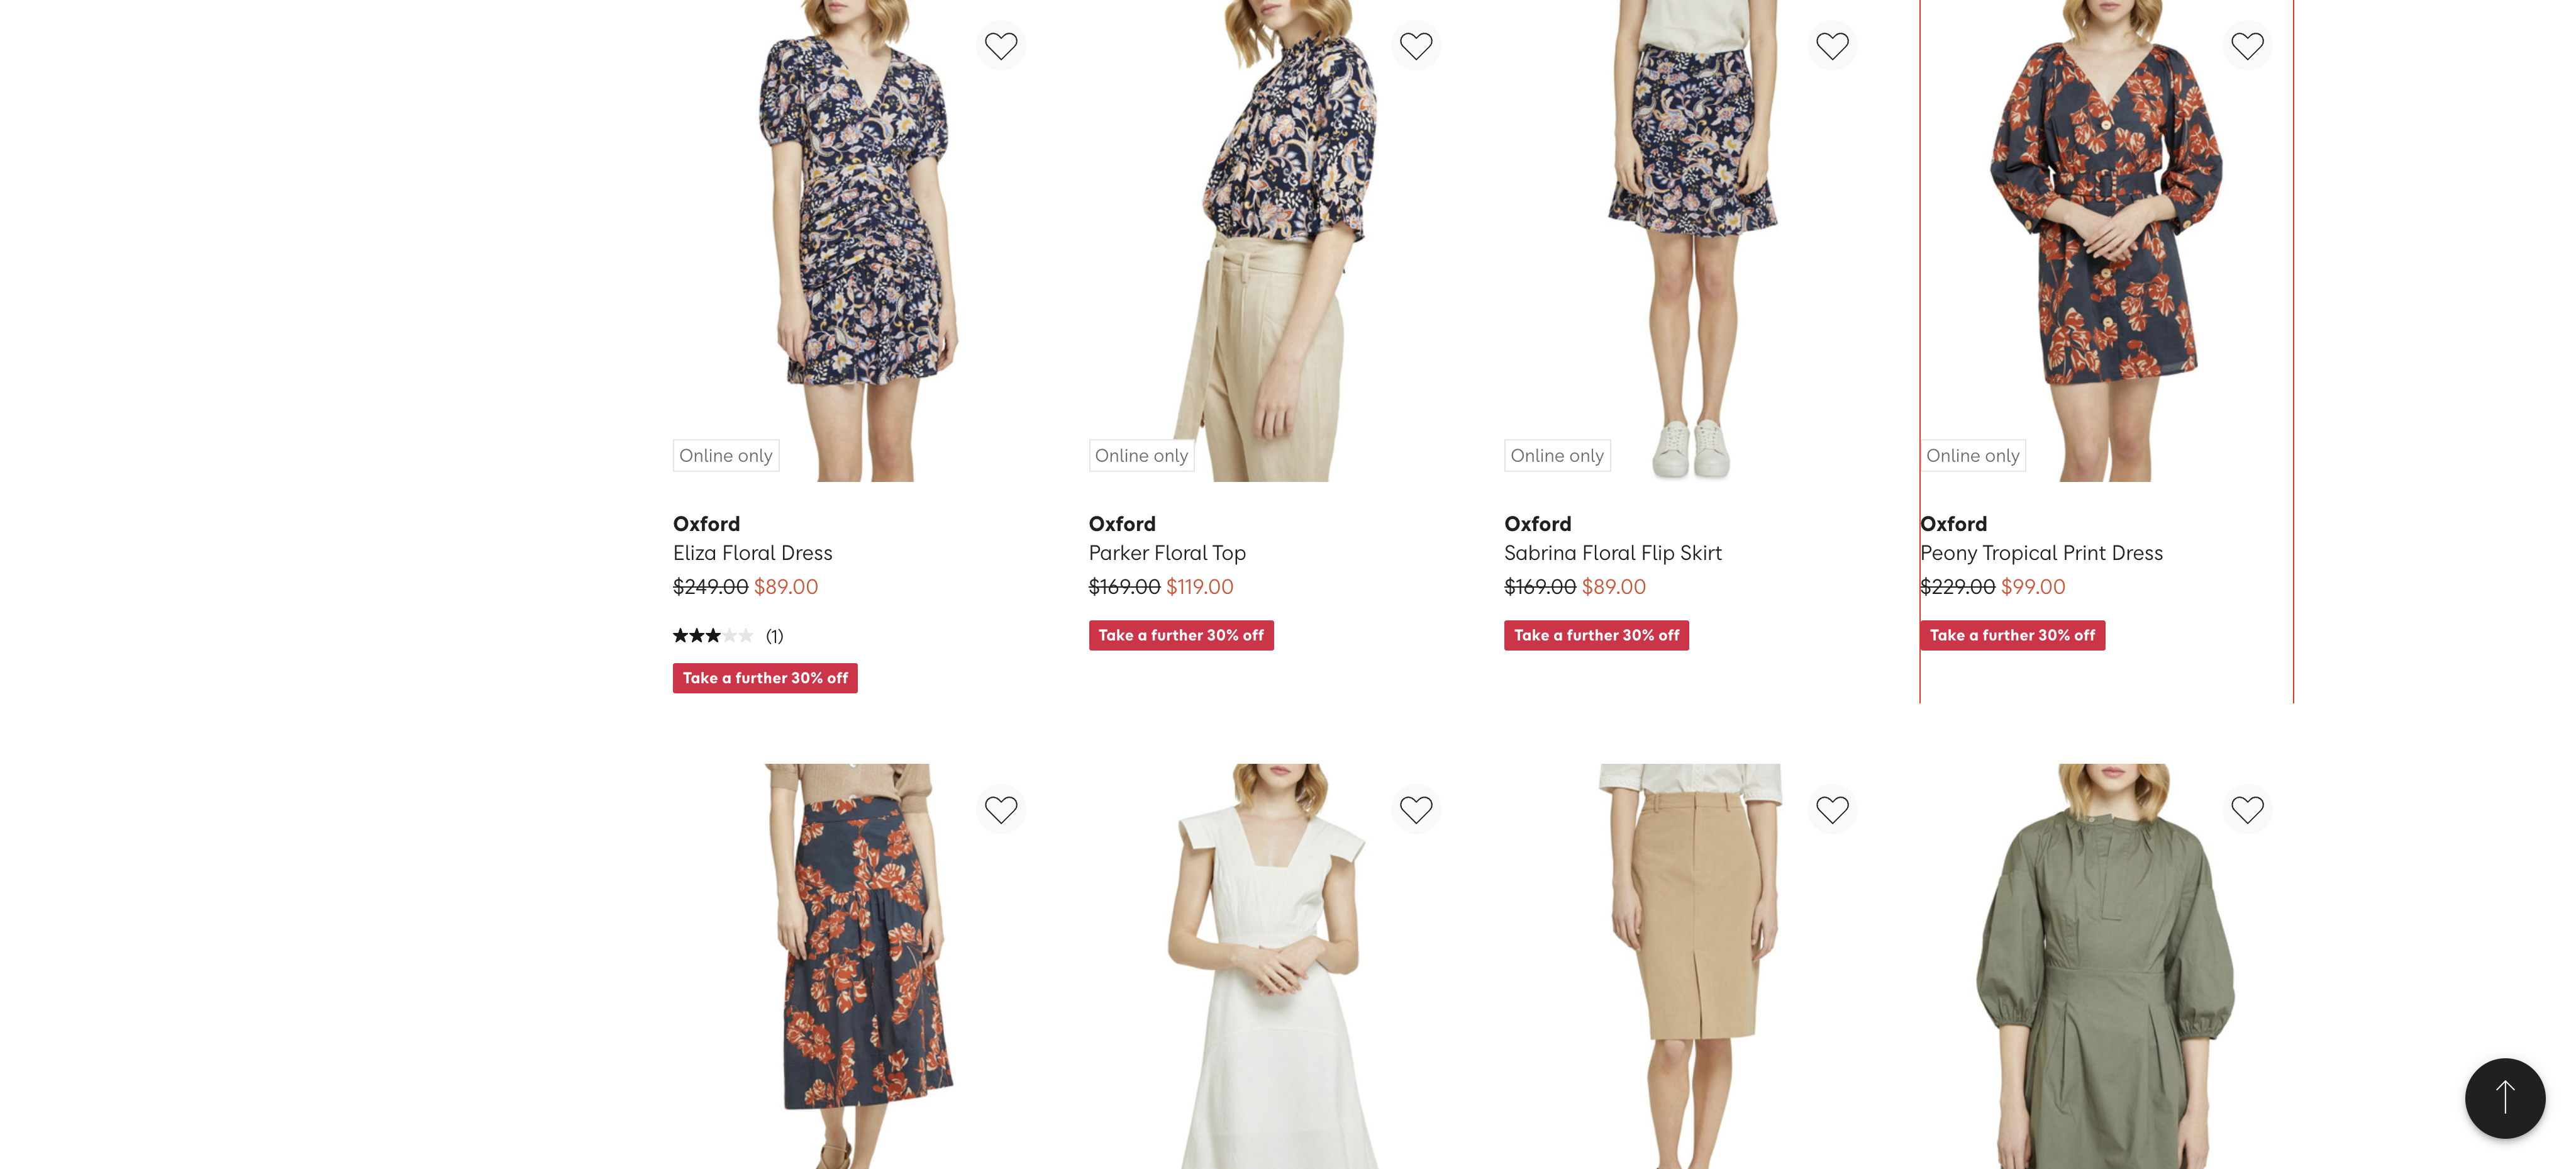 Online only
Oxford
Eliza Floral Dress
$249.00 $89.00
(1)
Take a further 30% off
Online only
Oxford
Parker Floral Top
$169.00 $119.00
Take a further 30% off
Online only
Oxford
Sabrina Floral Flip Skirt
$169.00 $89.00
Take a further 30% off
Online only
Oxford
Peony Tropical Print Dress
$229.00 $99.00
Take a further 30% off